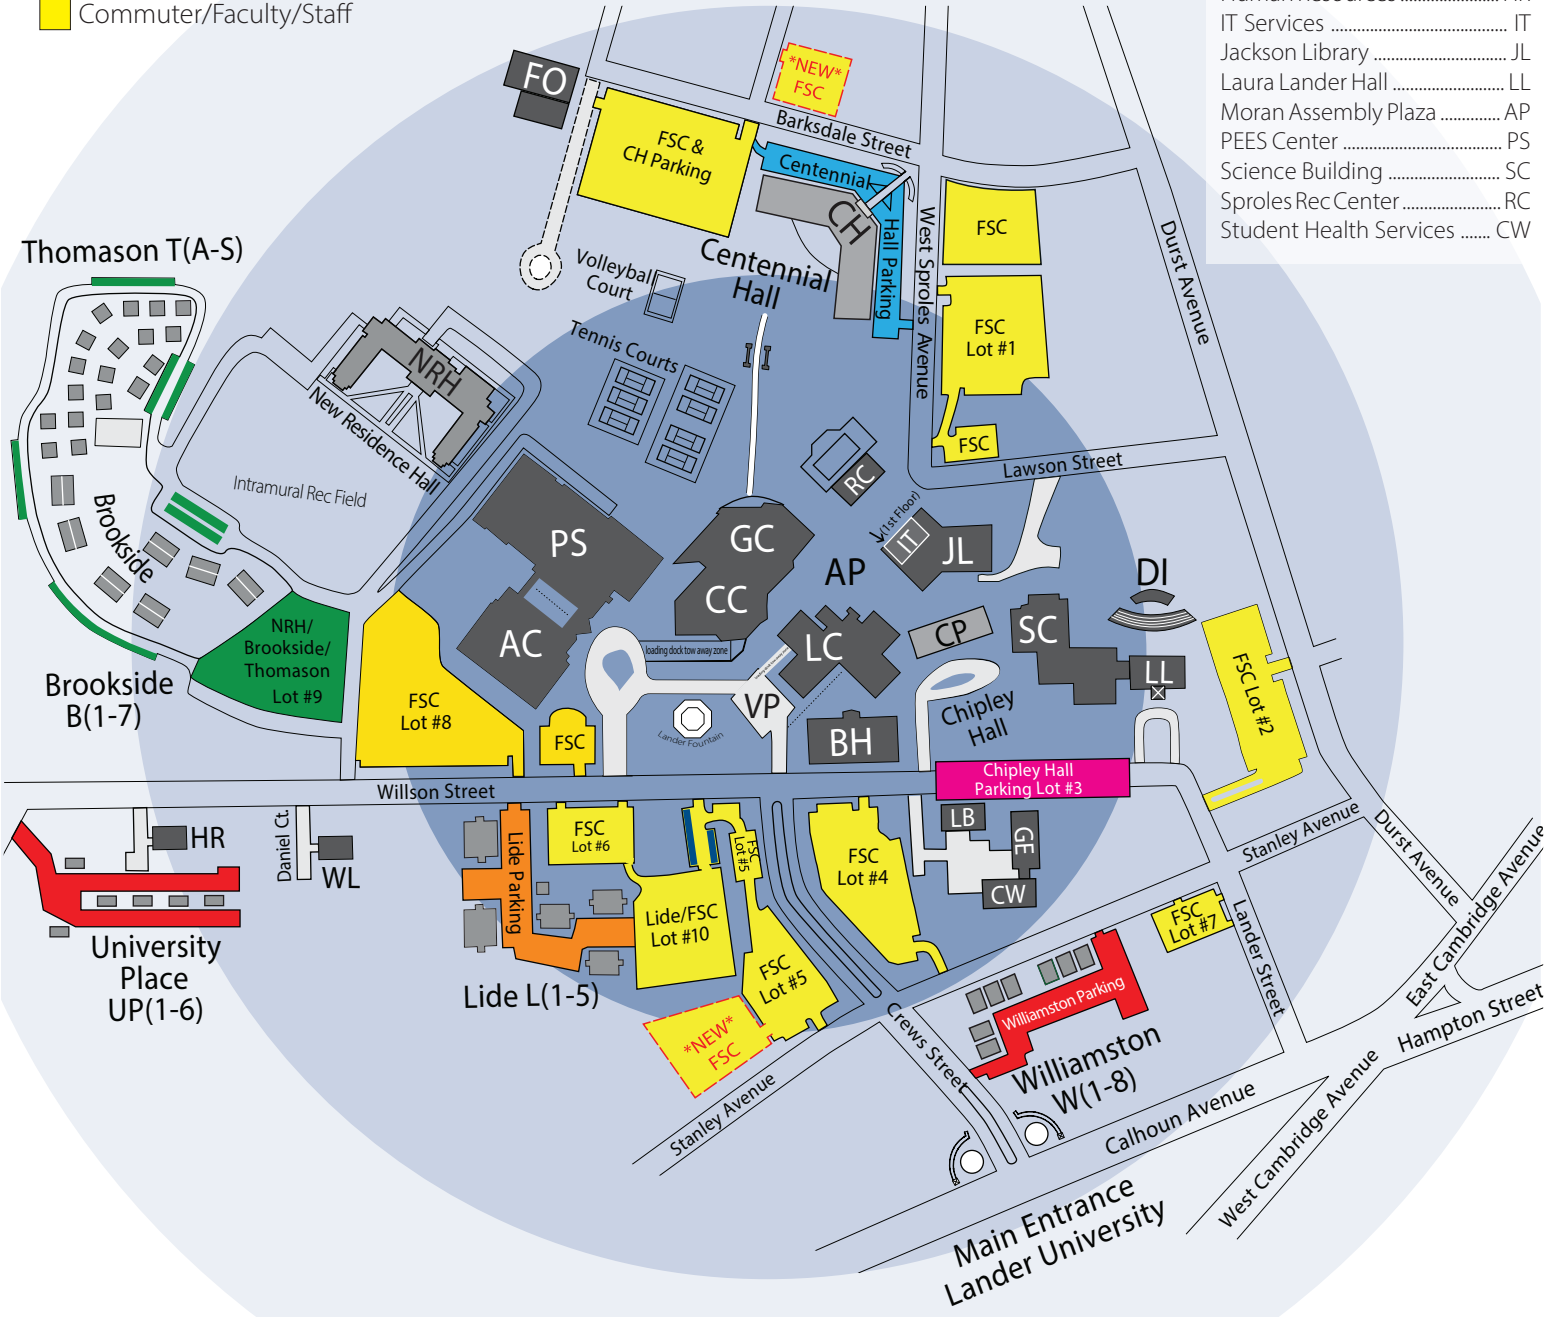 Commuter/Faculty/Staff
IT Services ... IT
Jackson Library ... JL
Laura Lander Hall ... LL
Moran Assembly Plaza ... AP
PEES Center ... PS
Science Building ... SC
Sproles Rec Center ... RC
Student Health Services ... CW
FO
*NEW*
FSC
Barksdale Street
FSC &
CH Parking
Centennial
Hall Parking
CH
Centennial
Hall
West Sproles Avenue
FSC
FSC
Lot #1
FSC
Durst Avenue
Lawson Street
Volleyball
Court
Tennis Courts
Thomason T(A-S)
NRH
New Residence Hall
Intramural Rec Field
Brookside
RC
(1st Floor)
IT
JL
PS
GC
CC
AP
DI
AC
LC
CP
SC
LL
loading dock tow away zone
NRH/
Brookside/
Thomason
Lot #9
Brookside
B(1-7)
FSC
Lot #8
FSC
Lander Fountain
VP
BH
Chipley
Hall
FSC Lot #2
Chipley Hall
Parking Lot #3
Willson Street
HR
Daniel Ct.
WL
University
Place
UP(1-6)
Lide Parking
FSC
Lot #6
FSC
Lot #5
FSC
Lot #4
LB
GE
CW
Stanley Avenue
Durst Avenue
East Cambridge Avenue
Lide/FSC
Lot #10
FSC
Lot #5
FSC
Lot #7
Lander Street
Lide L(1-5)
*NEW*
FSC
Crews Street
Williamston Parking
Williamston
W(1-8)
Stanley Avenue
Hampton Street
Calhoun Avenue
West Cambridge Avenue
Main Entrance
Lander University